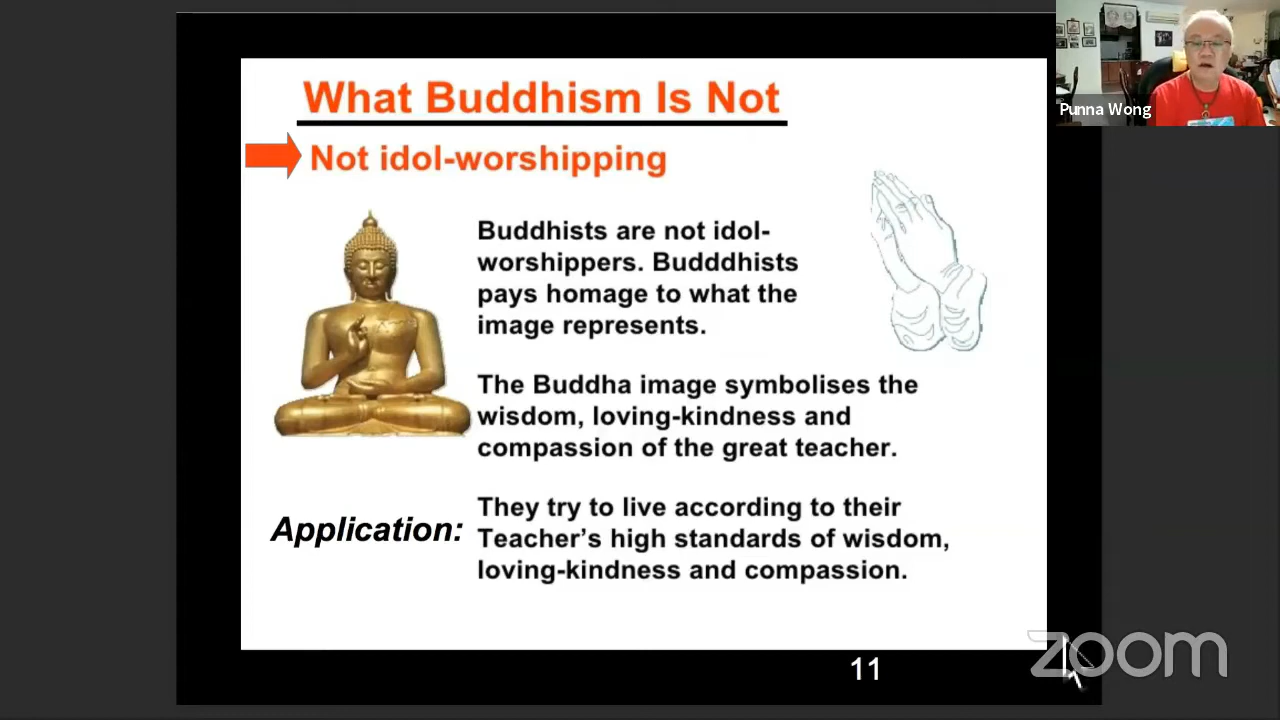 What Buddhism Is Not
Not idol-worshipping
Buddhists are not idol-
worshippers. Budddhists
pays homage to what the
image represents.
The Buddha image symbolises the
wisdom, loving-kindness and
compassion of the great teacher.
Application:
They try to live according to their
Teacher's high standards of wisdom,
loving-kindness and compassion.
11
Punna Wong
zoom